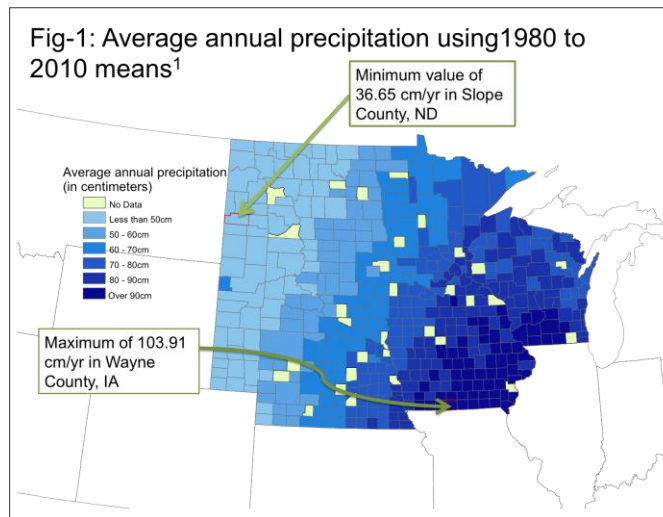 Fig-1: Average annual precipitation using1980 to
2010 means1
Minimum value of
36.65 cm/yr in Slope
County, ND
Average annual precipitation
(in centimeters)
No Data
Less than 50cm
50 - 60cm
60 - 70cm
70 - 80cm
80 - 90cm
Over 90cm
Maximum of 103.91
cm/yr in Wayne
County, IA